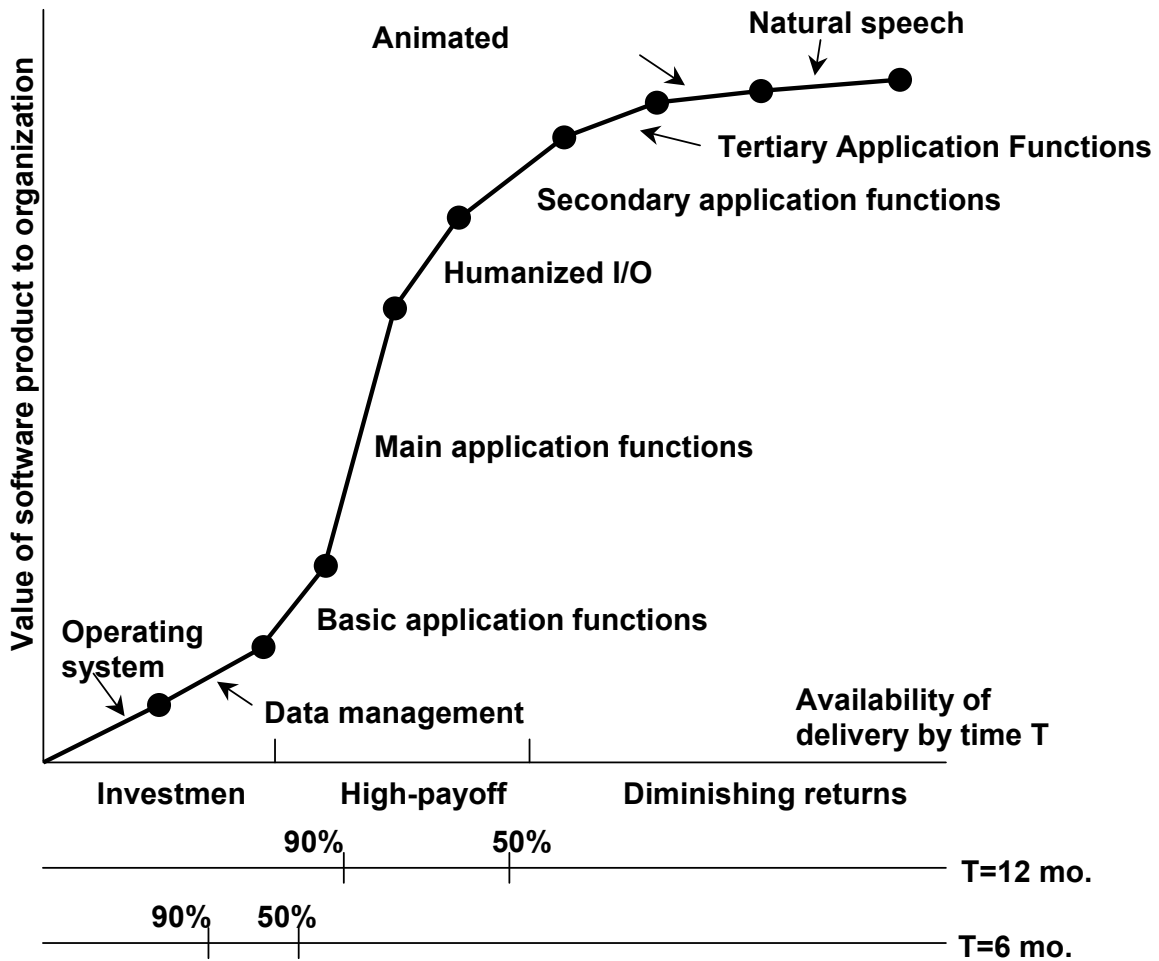 Value of software product to organization
Animated
Natural speech
Tertiary Application Functions
Secondary application functions
Humanized I/O
Main application functions
Basic application functions
Operating
system
Data management
Availability of
delivery by time T
Investmen
High-payoff
Diminishing returns
90%
50%
T=12 mo.
90%
50%
T=6 mo.